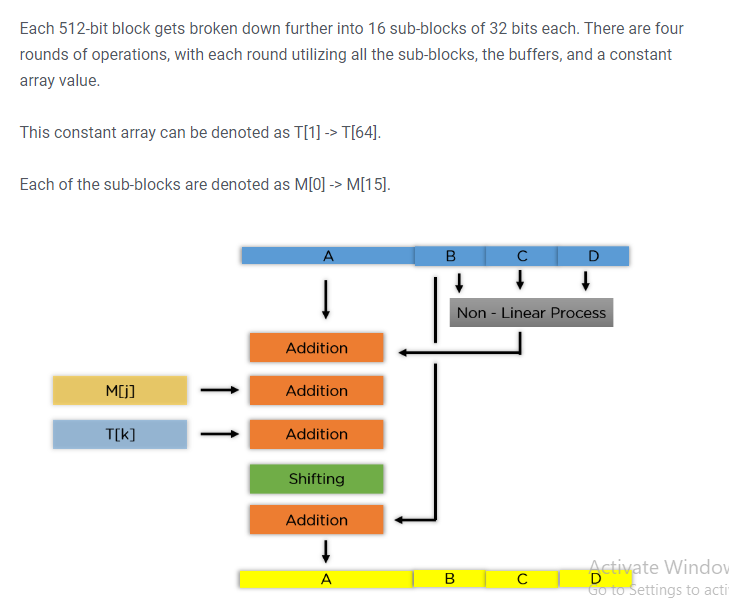 Each 512-bit block gets broken down further into 16 sub-blocks of 32 bits each. There are four
rounds of operations, with each round utilizing all the sub-blocks, the buffers, and a constant
array value.
This constant array can be denoted as T[1] -> T[64].
Each of the sub-blocks are denoted as M[0] -> M[15].
A B C D
Non - Linear Process
Addition
M[j] Addition
T[k] Addition
Shifting
Addition
A B C D
Activate Window
Go to Settings to acti